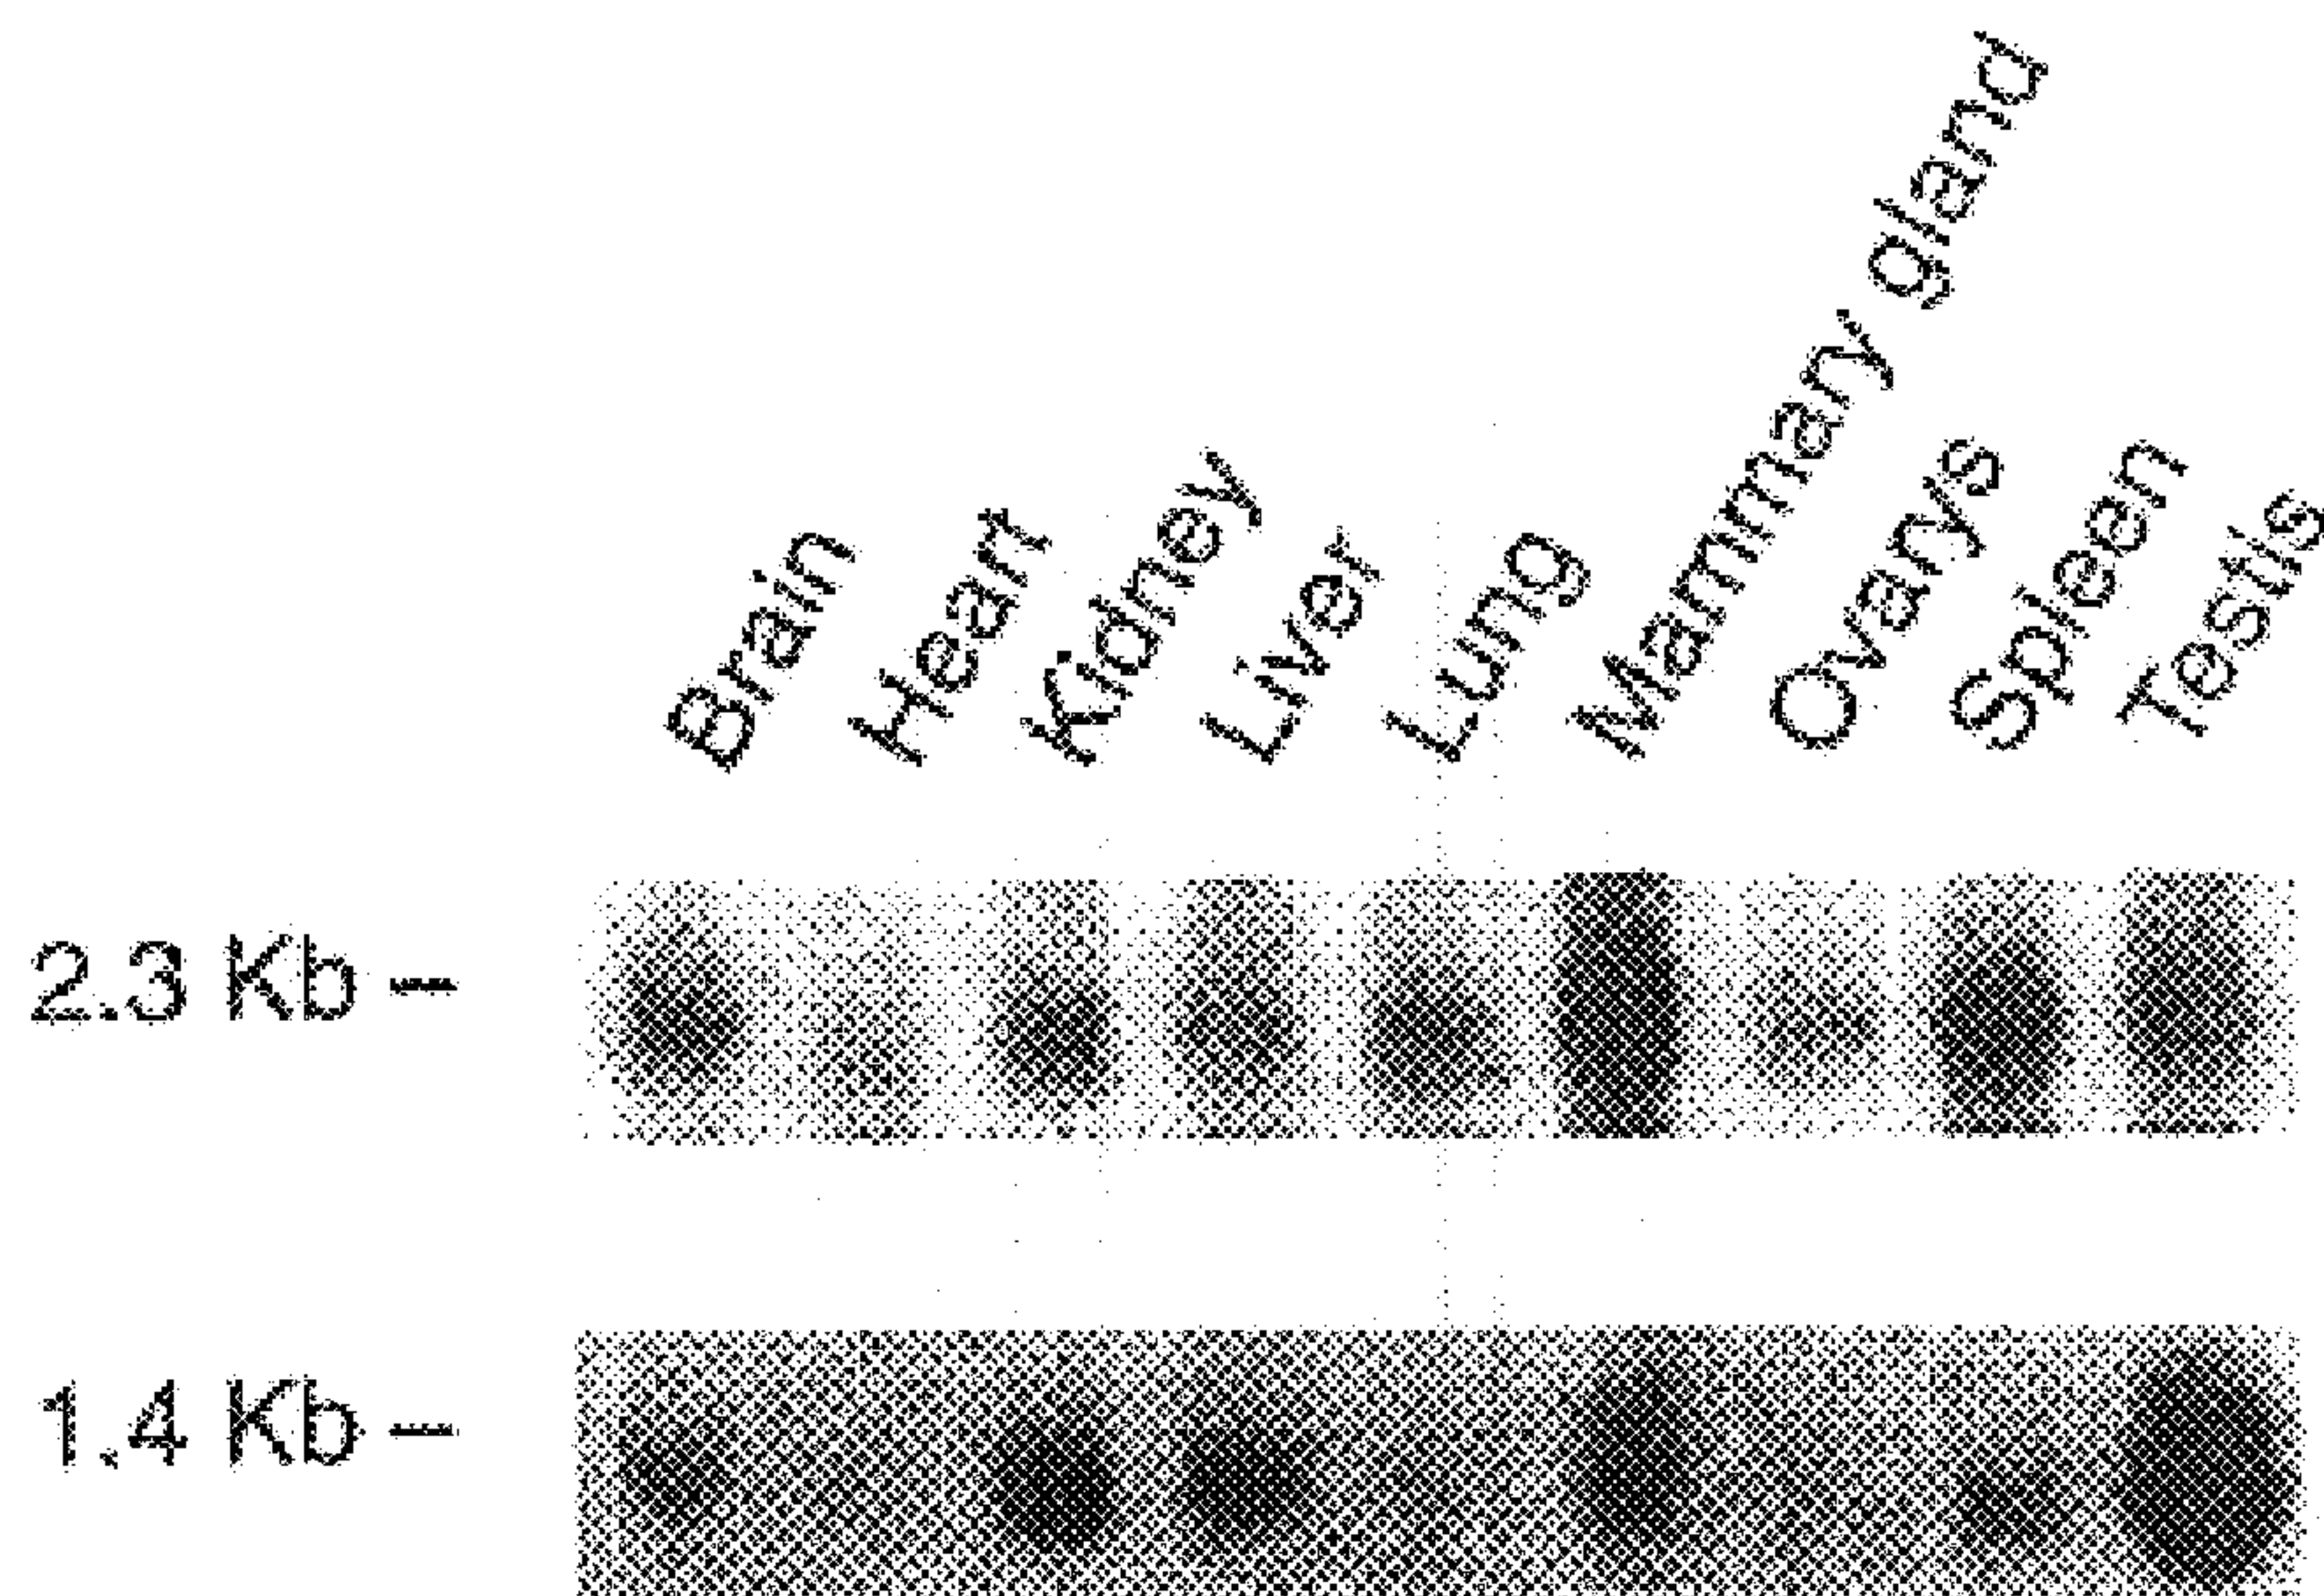 Brain
Heart
Kidney
Liver
Lung
Mammary gland
Ovarys
Spleen
Testis
2.3 Kb –
1.4 Kb –